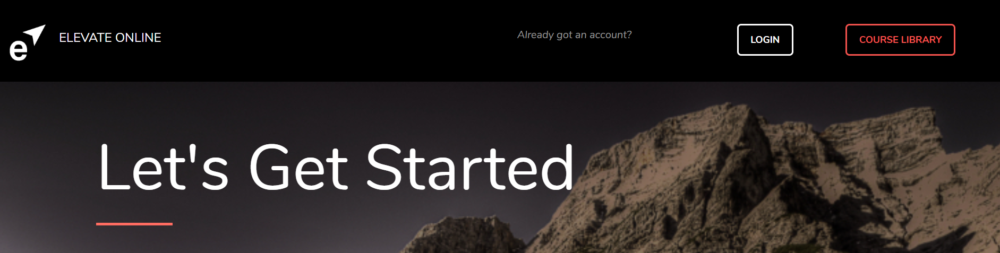 e
ELEVATE ONLINE
Already got an account?
LOGIN
COURSE LIBRARY
Let's Get Started